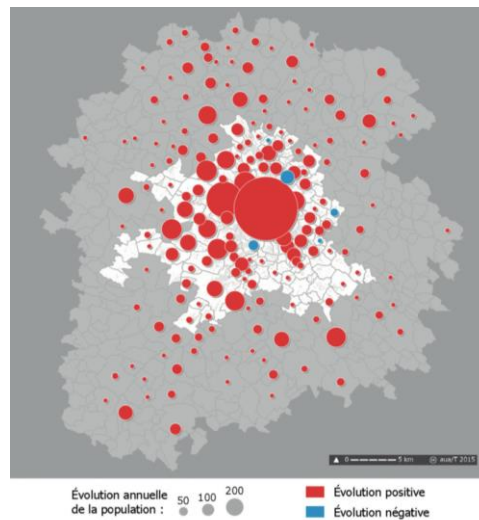 0 5 km aua/T 2015
Évolution annuelle
de la population :
50 100 200
Évolution positive
Évolution négative